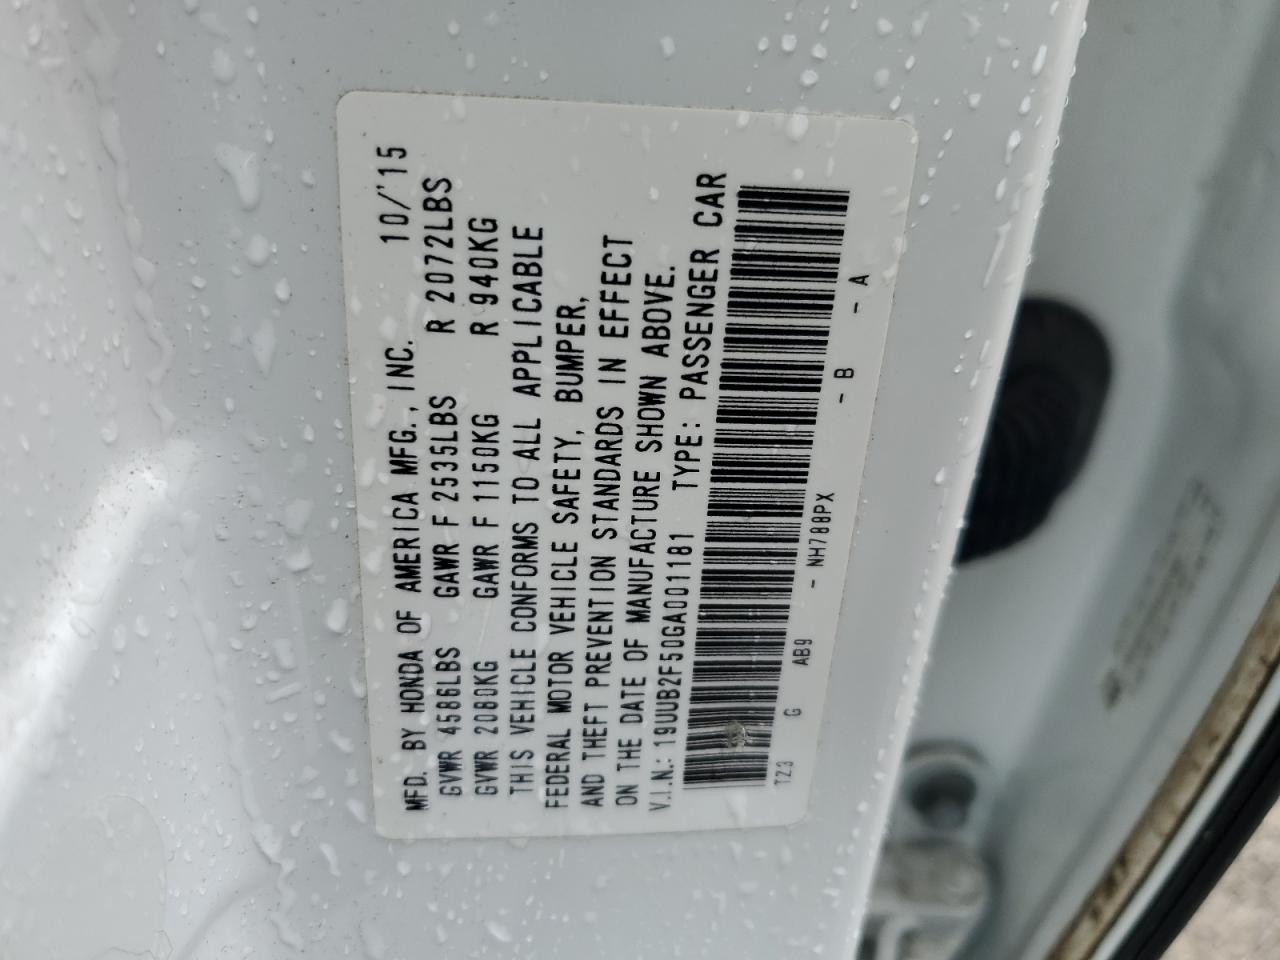 MFD. BY HONDA OF AMERICA MFG., INC. 10/'15
GVWR 4586LBS GAWR F 2535LBS R 2072LBS
GVWR 2080KG GAWR F 1150KG R 940KG
THIS VEHICLE CONFORMS TO ALL APPLICABLE
FEDERAL MOTOR VEHICLE SAFETY, BUMPER,
AND THEFT PREVENTION STANDARDS IN EFFECT
ON THE DATE OF MANUFACTURE SHOWN ABOVE.
V.I.N.: 19UUB2F50GA001181 TYPE: PASSENGER CAR
TZ3 G AB9 - NH788PX - B - A